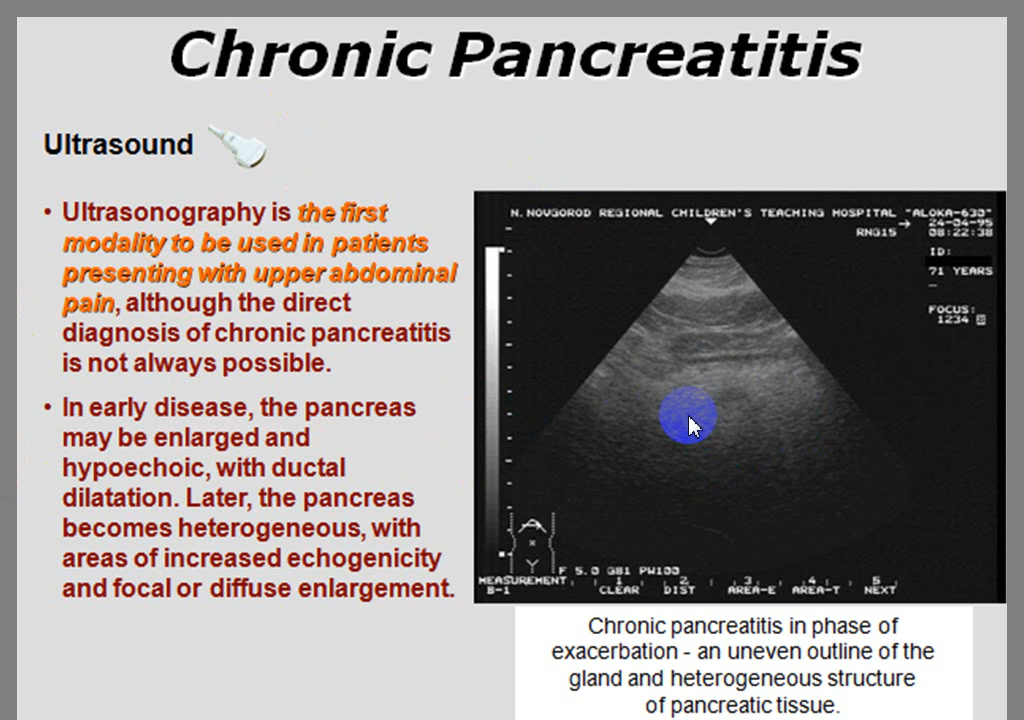 Chronic Pancreatitis
Ultrasound
• Ultrasonography is the first
modality to be used in patients
presenting with upper abdominal
pain, although the direct
diagnosis of chronic pancreatitis
is not always possible.
• In early disease, the pancreas
may be enlarged and
hypoechoic, with ductal
dilatation. Later, the pancreas
becomes heterogeneous, with
areas of increased echogenicity
and focal or diffuse enlargement.
N.NOVGOROD REGIONAL CHILDREN'S TEACHING HOSPITAL "ALOKA-630"
24-04-95
RNG15 08:22:38
ID:
71 YEARS
FOCUS:
1234
F 5.0 G81 PW100
MEASUREMENT 1 2 3 4 5
B-1 CLEAR DIST AREA-E AREA-T NEXT
Chronic pancreatitis in phase of
exacerbation - an uneven outline of the
gland and heterogeneous structure
of pancreatic tissue.